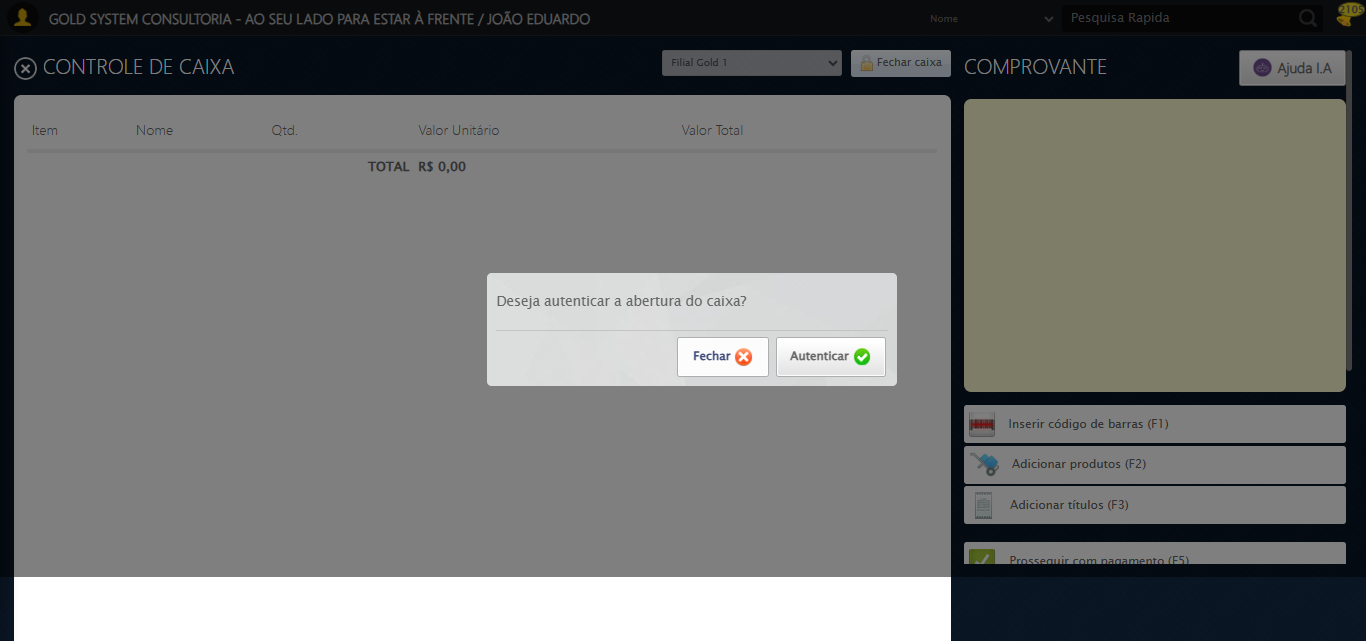 GOLD SYSTEM CONSULTORIA - AO SEU LADO PARA ESTAR À FRENTE / JOÃO EDUARDO
Nome
Pesquisa Rapida
2105
CONTROLE DE CAIXA
Filial Gold 1
Fechar caixa
COMPROVANTE
Ajuda I.A
Item Nome Qtd. Valor Unitário Valor Total
TOTAL R$ 0,00
Deseja autenticar a abertura do caixa?
Fechar
Autenticar
Inserir código de barras (F1)
Adicionar produtos (F2)
Adicionar títulos (F3)
Prosseguir com pagamento (F5)